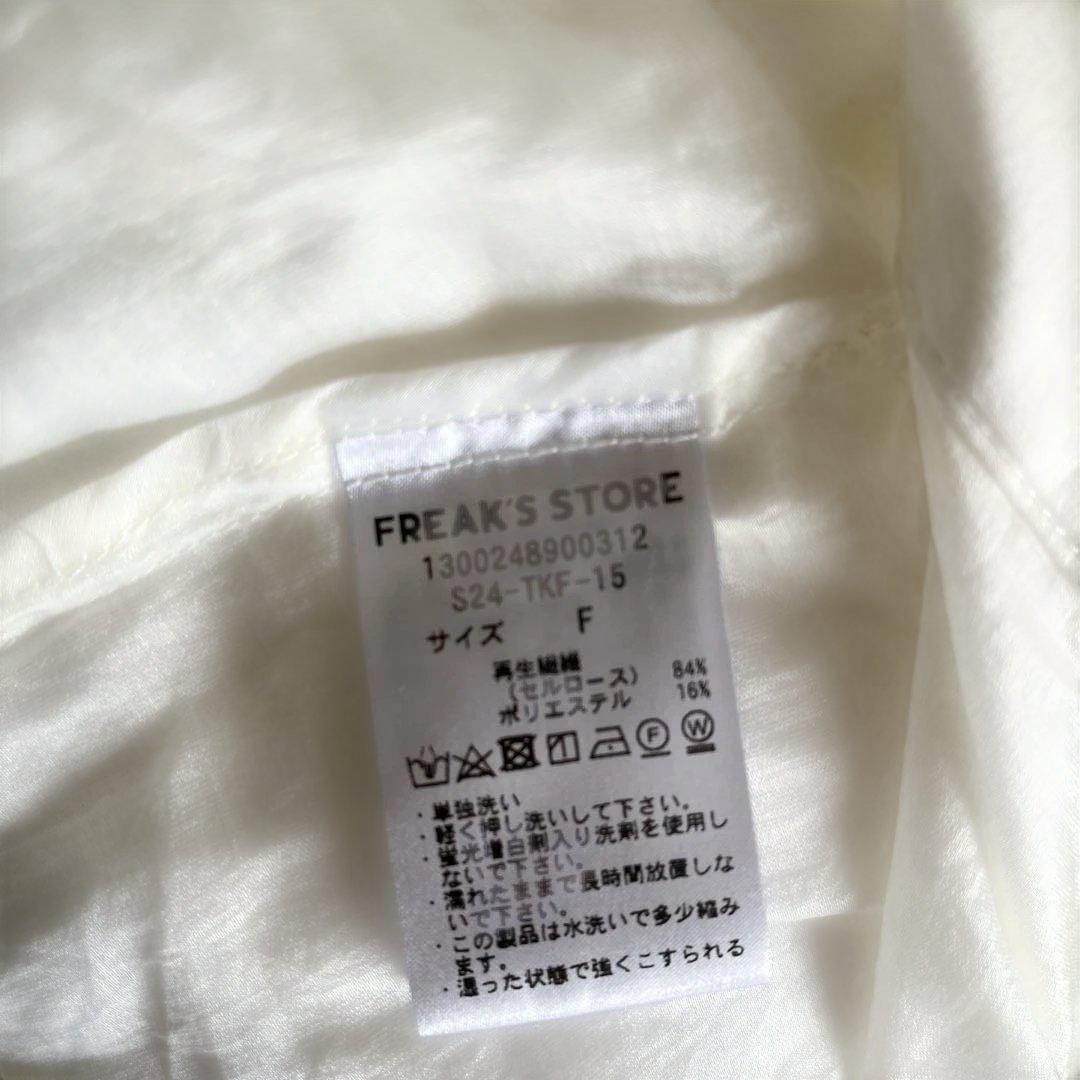 FREAK'S STORE
1300248900312
S24-TKF-15
サイズ F
再生繊維
(セルロース) 84%
ポリエステル 16%
F W
・単独洗い
・軽く押し洗いして下さい。
・蛍光増白剤入り洗剤を使用し
ないで下さい。
・濡れたままで長時間放置しな
いで下さい。
・この製品は水洗いで多少縮み
ます。
・湿った状態で強くこすられる